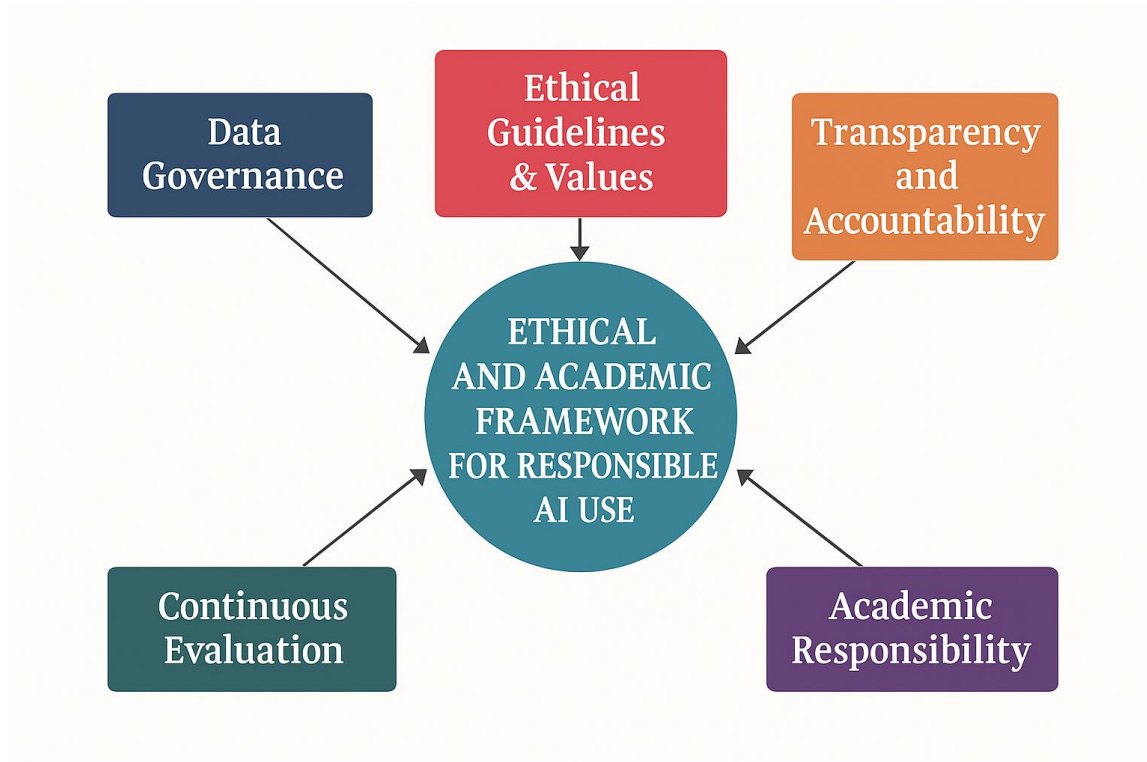 Data
Governance
Ethical
Guidelines
& Values
Transparency
and
Accountability
ETHICAL
AND ACADEMIC
FRAMEWORK
FOR RESPONSIBLE
AI USE
Continuous
Evaluation
Academic
Responsibility